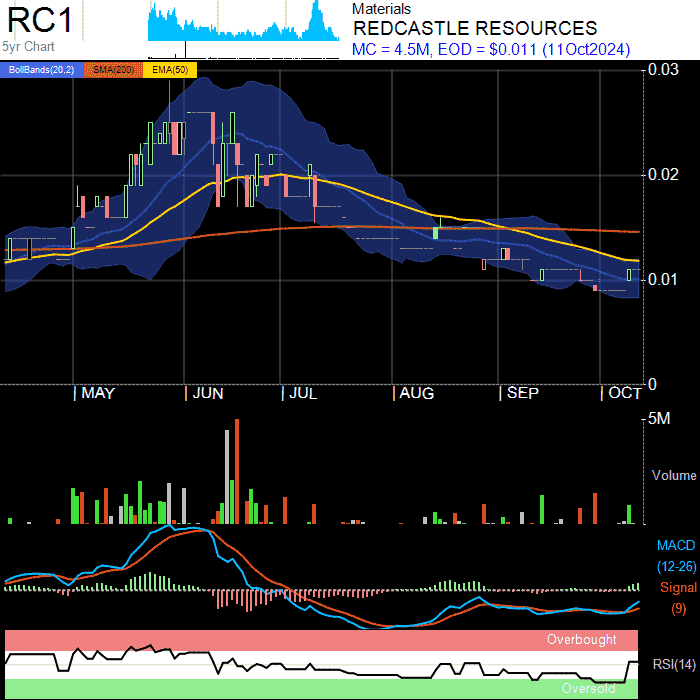 RC1
5yr Chart
Materials
REDCASTLE RESOURCES
MC = 4.5M, EOD = $0.011 (11Oct2024)
BollBands(20,2) SMA(200) EMA(50)
0.03
0.02
0.01
0
MAY JUN JUL AUG SEP OCT
5M
Volume
MACD
(12-26)
Signal
(9)
Overbought
RSI(14)
Oversold